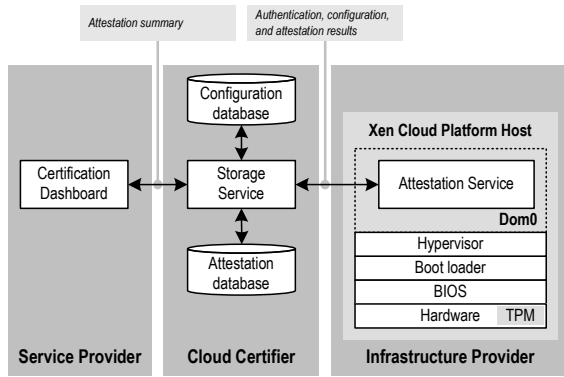 Attestation summary
Authentication, configuration,
and attestation results
Configuration
database
Xen Cloud Platform Host
Certification
Dashboard
Storage
Service
Attestation Service
Dom0
Hypervisor
Attestation
database
Boot loader
BIOS
Hardware TPM
Service Provider
Cloud Certifier
Infrastructure Provider